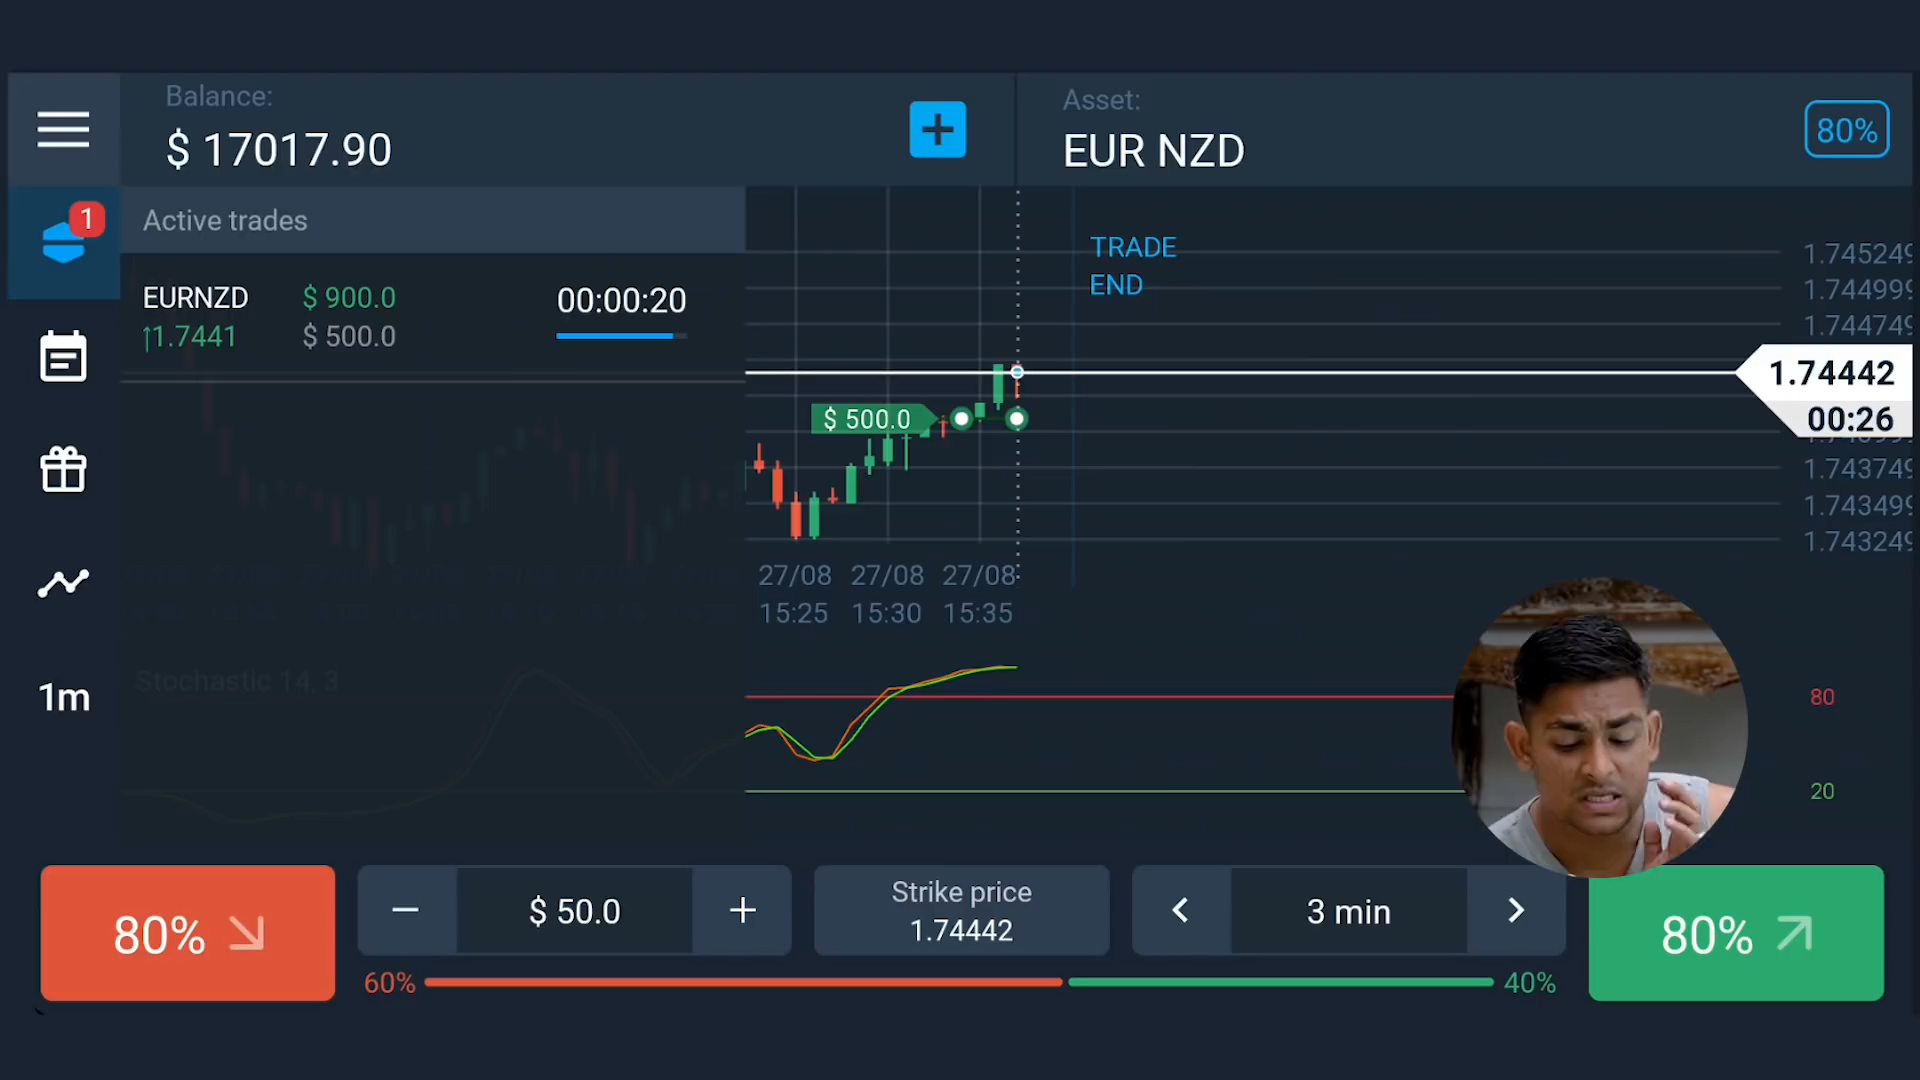 Balance:
$ 17017.90
Asset:
EUR NZD
80%
1
Active trades
EURNZD
$ 900.0
00:00:20
↑1.7441
$ 500.0
TRADE
END
1.745249
1.744999
1.744749
1.74442
00:26
1.743749
1.743499
1.743249
$ 500.0
27/08
27/08
27/08
15:25
15:30
15:35
Stochastic 14, 3
80
20
1m
80%
$ 50.0
Strike price
1.74442
3 min
80%
60%
40%